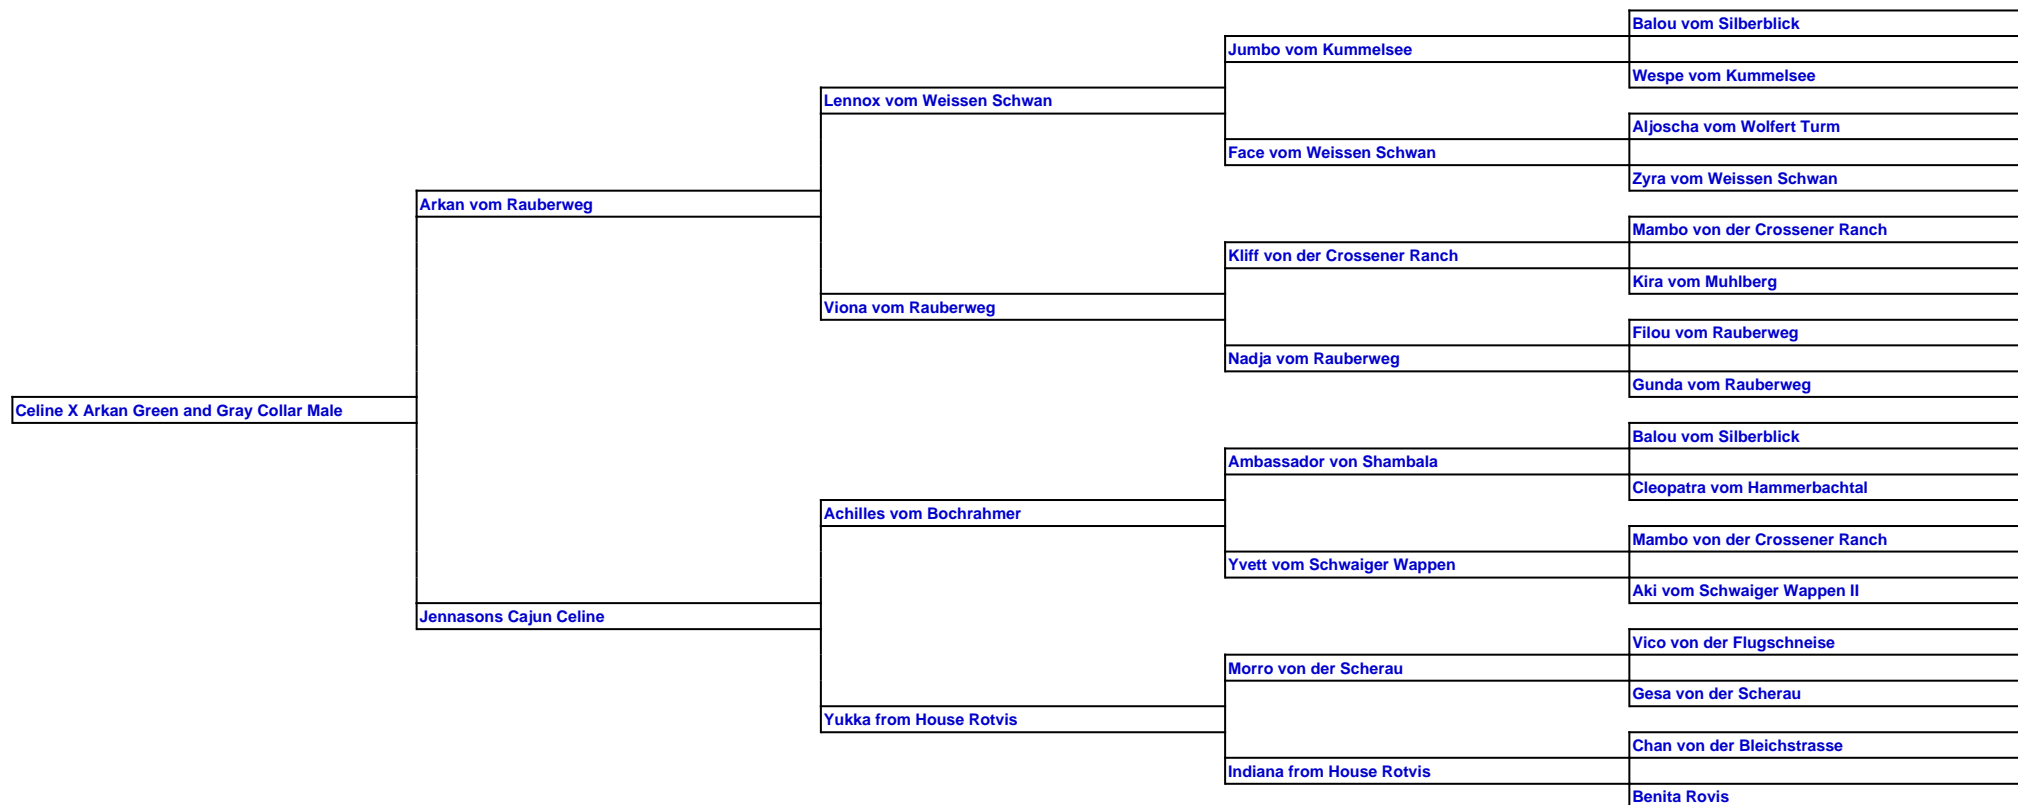 Balou vom Silberblick
Jumbo vom Kummelsee
Wespe vom Kummelsee
Lennox vom Weissen Schwan
Aljoscha vom Wolfert Turm
Face vom Weissen Schwan
Zyra vom Weissen Schwan
Arkan vom Rauberweg
Mambo von der Crossener Ranch
Kliff von der Crossener Ranch
Kira vom Muhlberg
Viona vom Rauberweg
Filou vom Rauberweg
Nadja vom Rauberweg
Gunda vom Rauberweg
Celine X Arkan Green and Gray Collar Male
Balou vom Silberblick
Ambassador von Shambala
Cleopatra vom Hammerbachtal
Achilles vom Bochrahmer
Mambo von der Crossener Ranch
Yvett vom Schwaiger Wappen
Aki vom Schwaiger Wappen II
Jennasons Cajun Celine
Vico von der Flugschneise
Morro von der Scherau
Gesa von der Scherau
Yukka from House Rotvis
Chan von der Bleichstrasse
Indiana from House Rotvis
Benita Rovis